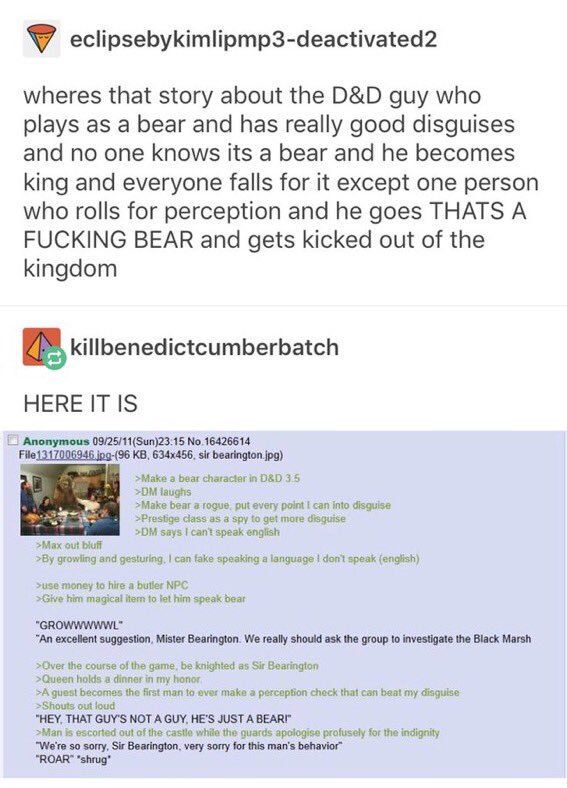 eclipsebykimlipmp3-deactivated2
wheres that story about the D&D guy who
plays as a bear and has really good disguises
and no one knows its a bear and he becomes
king and everyone falls for it except one person
who rolls for perception and he goes THATS A
FUCKING BEAR and gets kicked out of the
kingdom
killbenedictcumberbatch
HERE IT IS
Anonymous 09/25/11(Sun)23:15 No.16426614
File1317006946.jpg-(96 KB, 634x456, sir bearington.jpg)
>Make a bear character in D&D 3.5
>DM laughs
>Make bear a rogue, put every point I can into disguise
>Prestige class as a spy to get more disguise
>DM says I can't speak english
>Max out bluff
>By growling and gesturing, I can fake speaking a language I don't speak (english)
>use money to hire a butler NPC
>Give him magical item to let him speak bear
"GROWWWWWL"
"An excellent suggestion, Mister Bearington. We really should ask the group to investigate the Black Marsh
>Over the course of the game, be knighted as Sir Bearington
>Queen holds a dinner in my honor.
>A guest becomes the first man to ever make a perception check that can beat my disguise
>Shouts out loud
"HEY, THAT GUY'S NOT A GUY, HE'S JUST A BEAR!"
>Man is escorted out of the castle while the guards apologise profusely for the indignity
"We're so sorry, Sir Bearington, very sorry for this man's behavior"
"ROAR" *shrug*